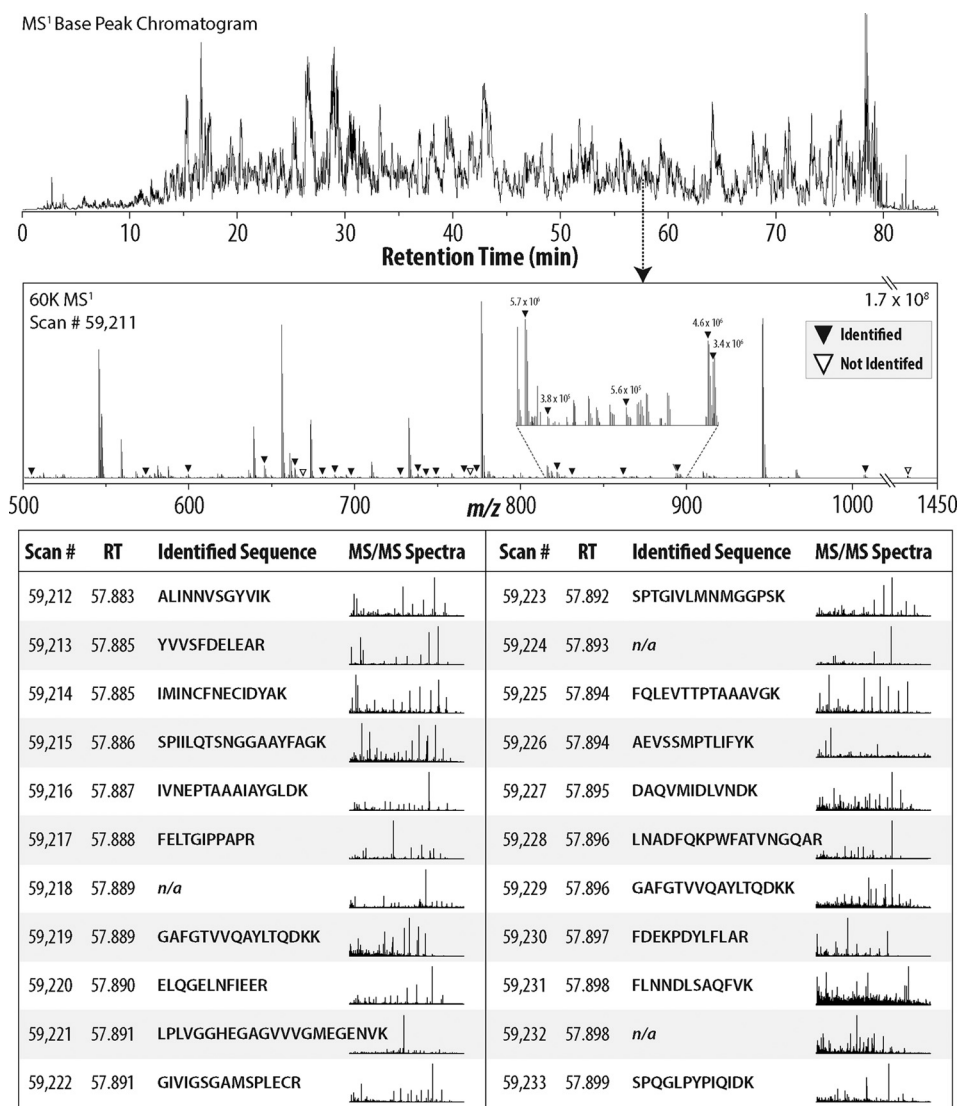 MS¹ Base Peak Chromatogram
0 10 20 30 40 50 60 70 80
Retention Time (min)
60K MS¹
Scan # 59,211
1.7 x 10⁸
Identified
Not Identifed
5.7 x 10⁶
3.8 x 10⁵
5.6 x 10⁵
4.6 x 10⁶
3.4 x 10⁶
500 600 700 800 900 1000 1450
m/z
Scan # RT Identified Sequence MS/MS Spectra
59,212 57.883 ALINNVSGYVIK
59,213 57.885 YVVSFDELEAR
59,214 57.885 IMINCFNECIDYAK
59,215 57.886 SPIILQTSNGGAAYFAGK
59,216 57.887 IVNEPTAAAIAYGLDK
59,217 57.888 FELTGIPPAPR
59,218 57.889 n/a
59,219 57.889 GAFGTVVQAYLTQDKK
59,220 57.890 ELQGELNFIEER
59,221 57.891 LPLVGGHEGAGVVVGMEGENVK
59,222 57.891 GIVIGSGAMSPLECR
Scan # RT Identified Sequence MS/MS Spectra
59,223 57.892 SPTGIVLMNMGGPSK
59,224 57.893 n/a
59,225 57.894 FQLEVTTPTAAAVGK
59,226 57.894 AEVSSMPTLIFYK
59,227 57.895 DAQVMIDLVNDK
59,228 57.896 LNADFQKPWFATVNGQAR
59,229 57.896 GAFGTVVQAYLTQDKK
59,230 57.897 FDEKPDYLFLAR
59,231 57.898 FLNNDLSAQFVK
59,232 57.898 n/a
59,233 57.899 SPQGLPYPIQIDK